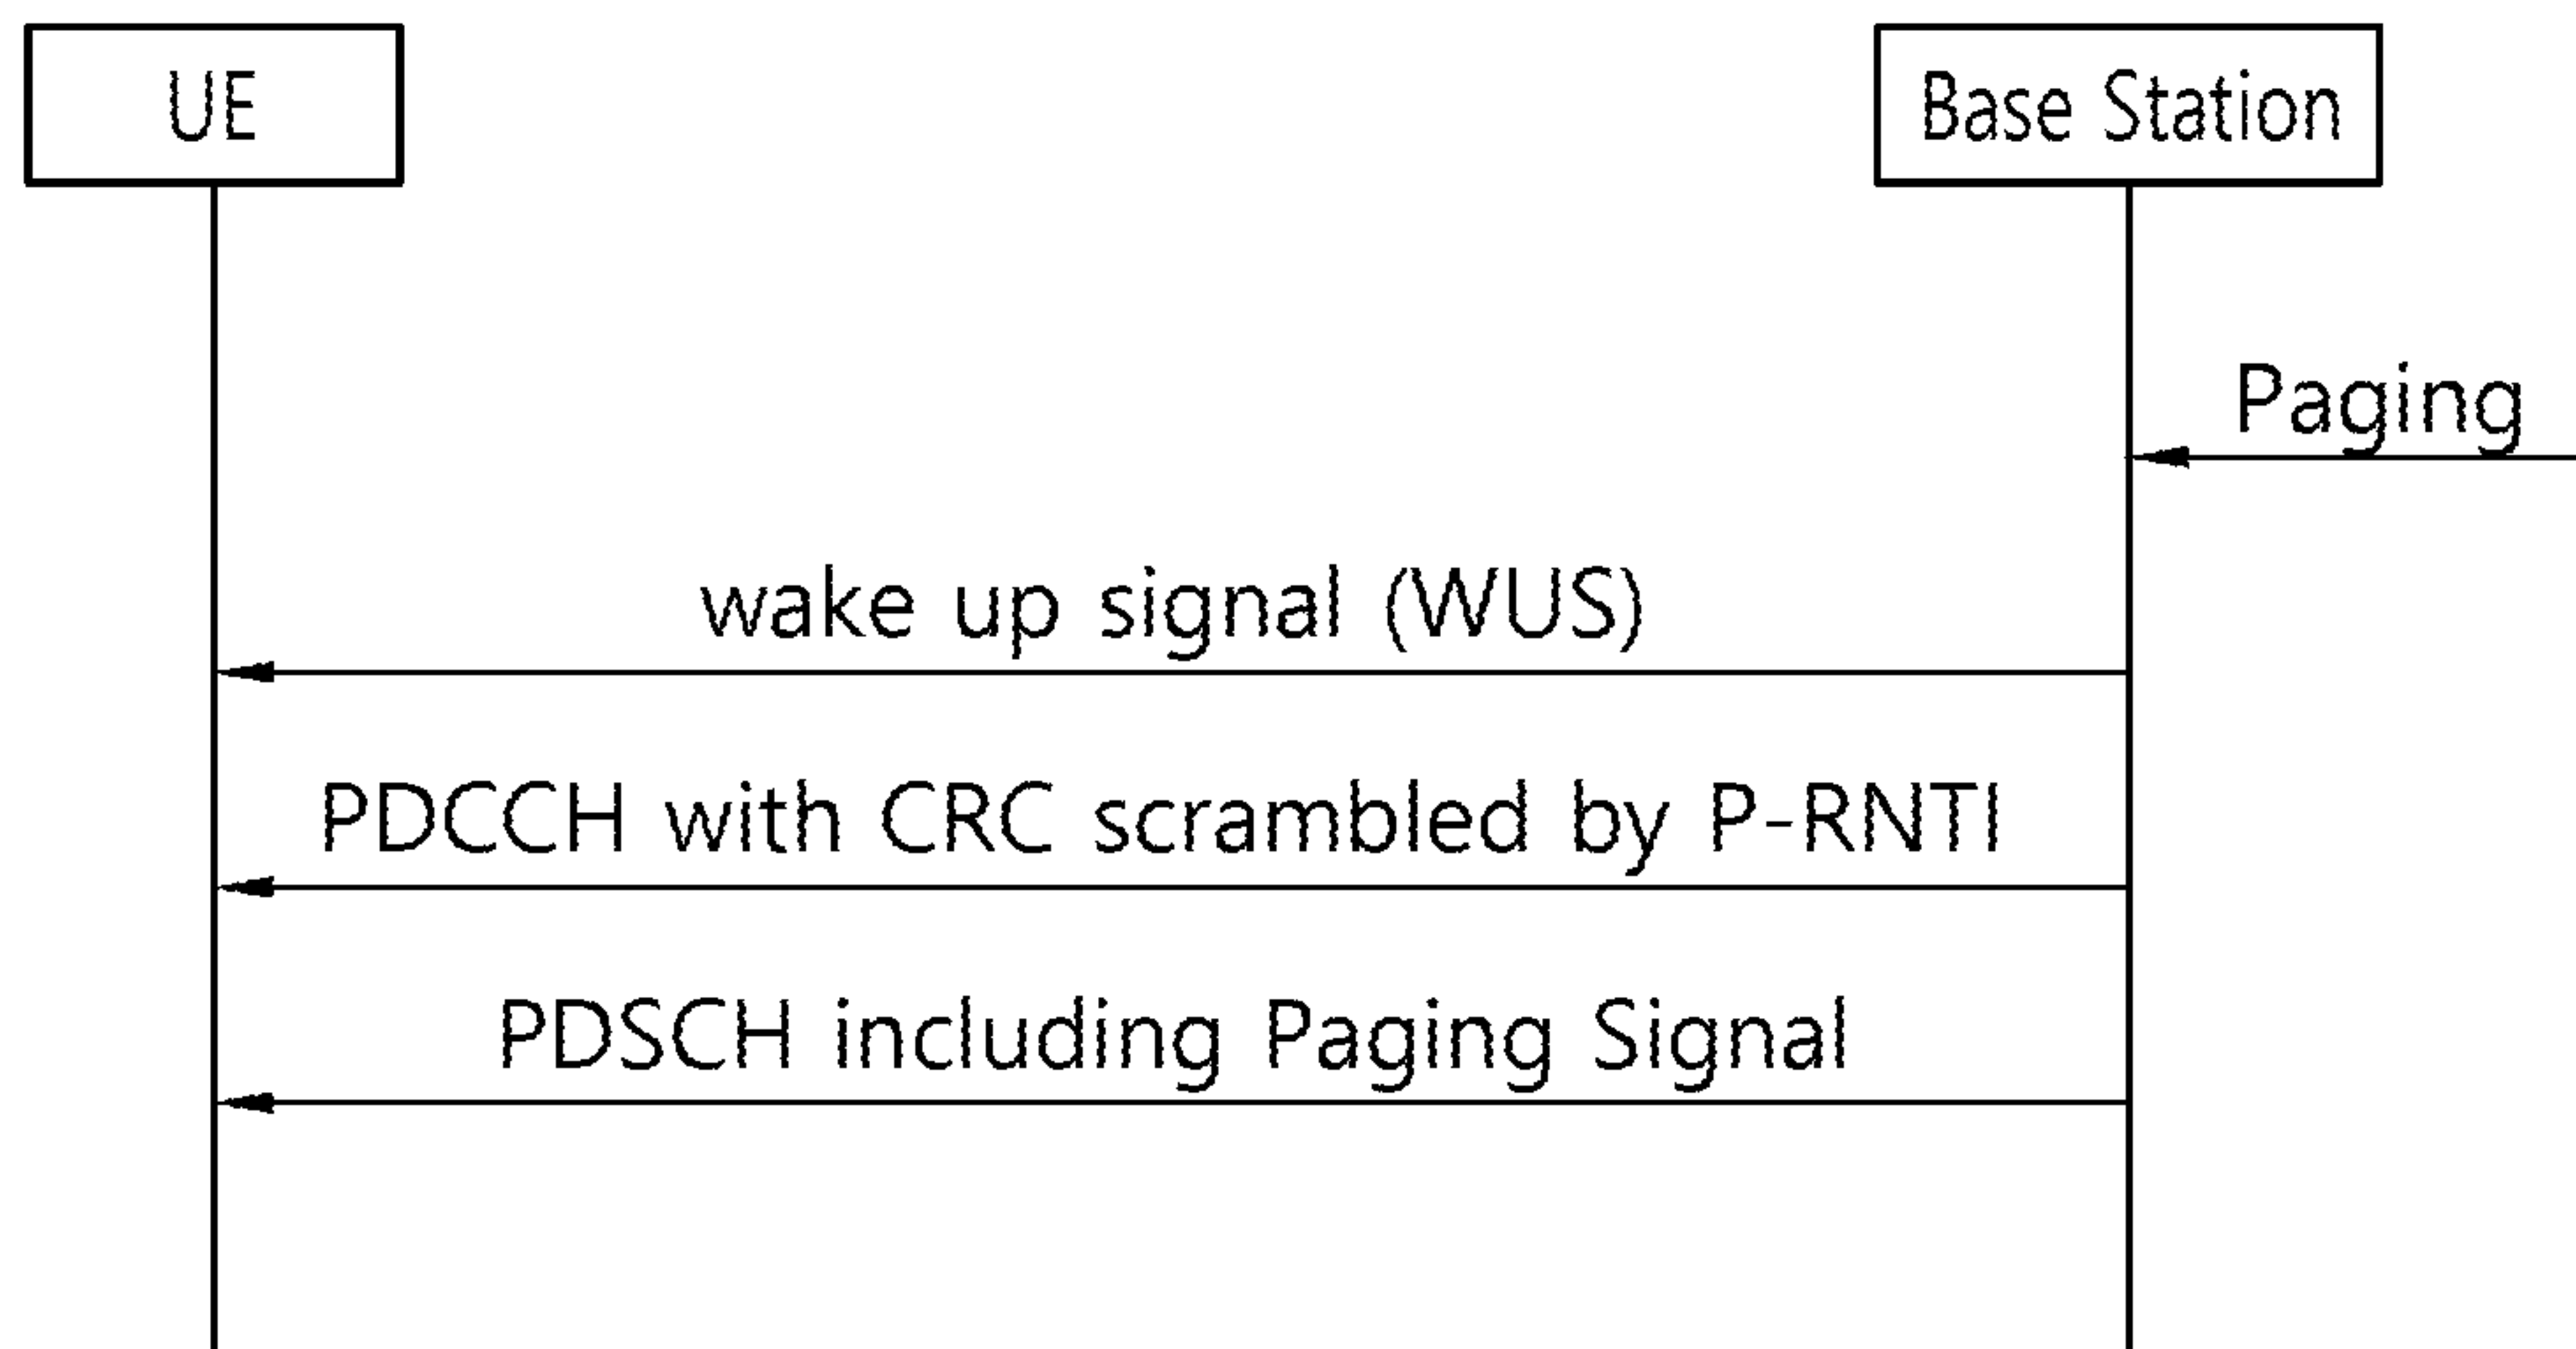 UE
Base Station
Paging
wake up signal (WUS)
PDCCH with CRC scrambled by P-RNTI
PDSCH including Paging Signal